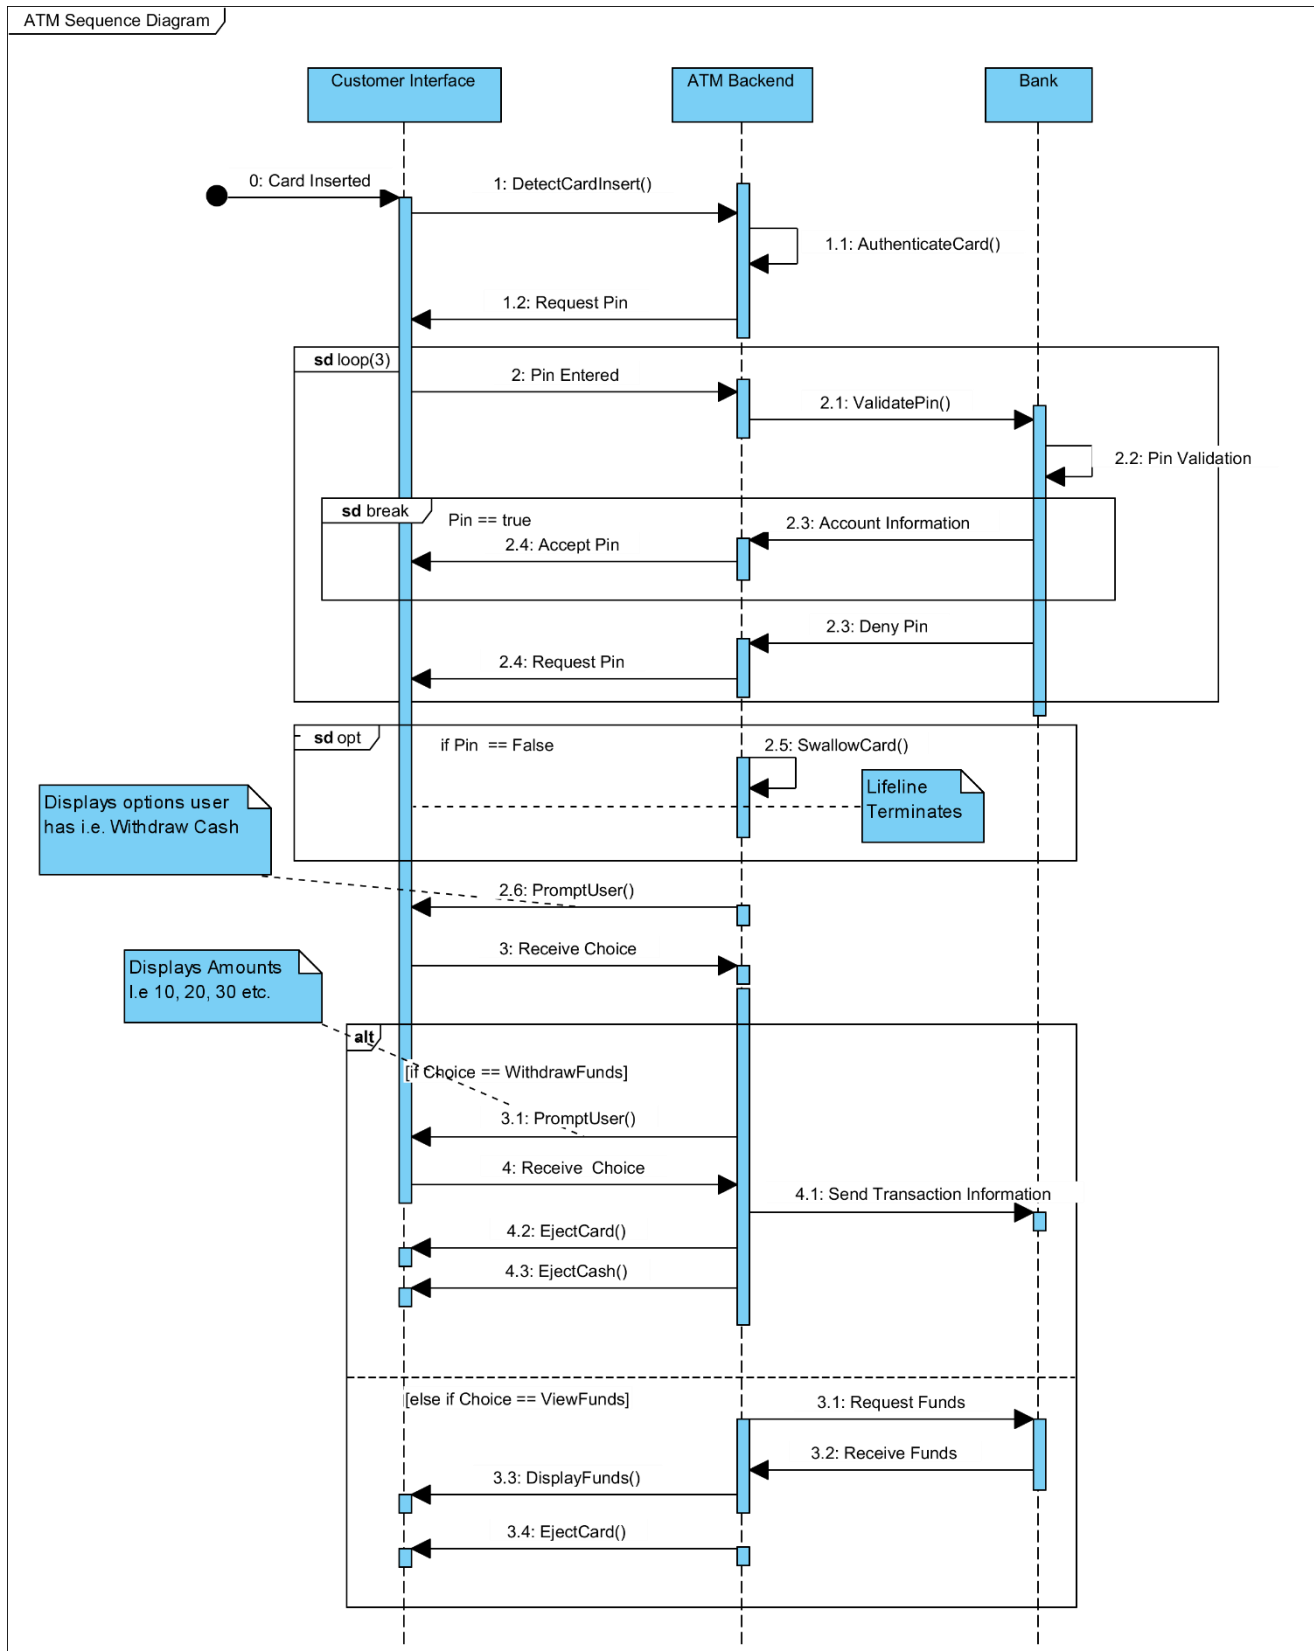 ATM Sequence Diagram
Customer Interface
ATM Backend
Bank
0: Card Inserted
1: DetectCardInsert()
1.1: AuthenticateCard()
1.2: Request Pin
sd loop(3)
2: Pin Entered
2.1: ValidatePin()
2.2: Pin Validation
sd break
Pin == true
2.3: Account Information
2.4: Accept Pin
2.3: Deny Pin
2.4: Request Pin
sd opt
if Pin == False
2.5: SwallowCard()
Lifeline
Terminates
Displays options user
has i.e. Withdraw Cash
2.6: PromptUser()
3: Receive Choice
Displays Amounts
I.e 10, 20, 30 etc.
alt
[if Choice == WithdrawFunds]
3.1: PromptUser()
4: Receive Choice
4.1: Send Transaction Information
4.2: EjectCard()
4.3: EjectCash()
[else if Choice == ViewFunds]
3.1: Request Funds
3.2: Receive Funds
3.3: DisplayFunds()
3.4: EjectCard()